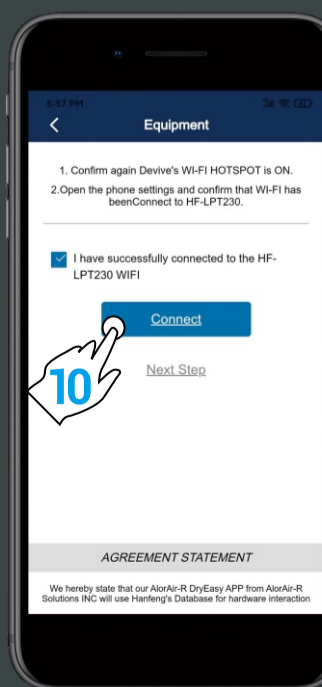 5:57 PM
Equipment
1. Confirm again Devive's WI-FI HOTSPOT is ON.
2.Open the phone settings and confirm that WI-FI has
beenConnect to HF-LPT230.
I have successfully connected to the HF-
LPT230 WIFI
Connect
10
Next Step
AGREEMENT STATEMENT
We hereby state that our AlorAir-R DryEasy APP from AlorAir-R
Solutions INC will use Hanfeng's Database for hardware interaction